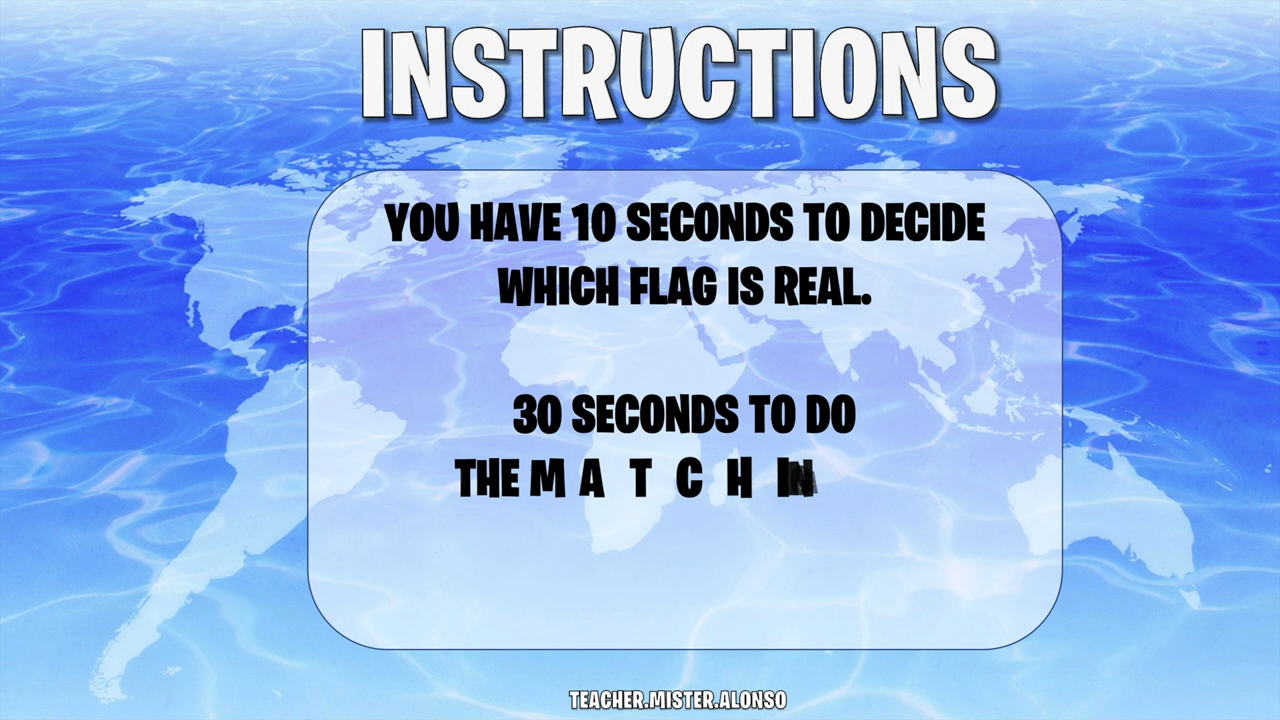 INSTRUCTIONS
YOU HAVE 10 SECONDS TO DECIDE
WHICH FLAG IS REAL.
30 SECONDS TO DO
THE M A T C H I N
TEACHER.MISTER.ALONSO